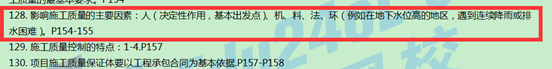 128. 影响施工质量的主要因素：人（决定性作用，基本出发点）、机、料、法、环（例如在地下水位高的地区，遇到连续降雨或排
水困难）。P154-155
129. 施工质量控制的特点：1-4.P157
130. 项目施工质量保证体要以工程承包合同为基本依据.P157-P158